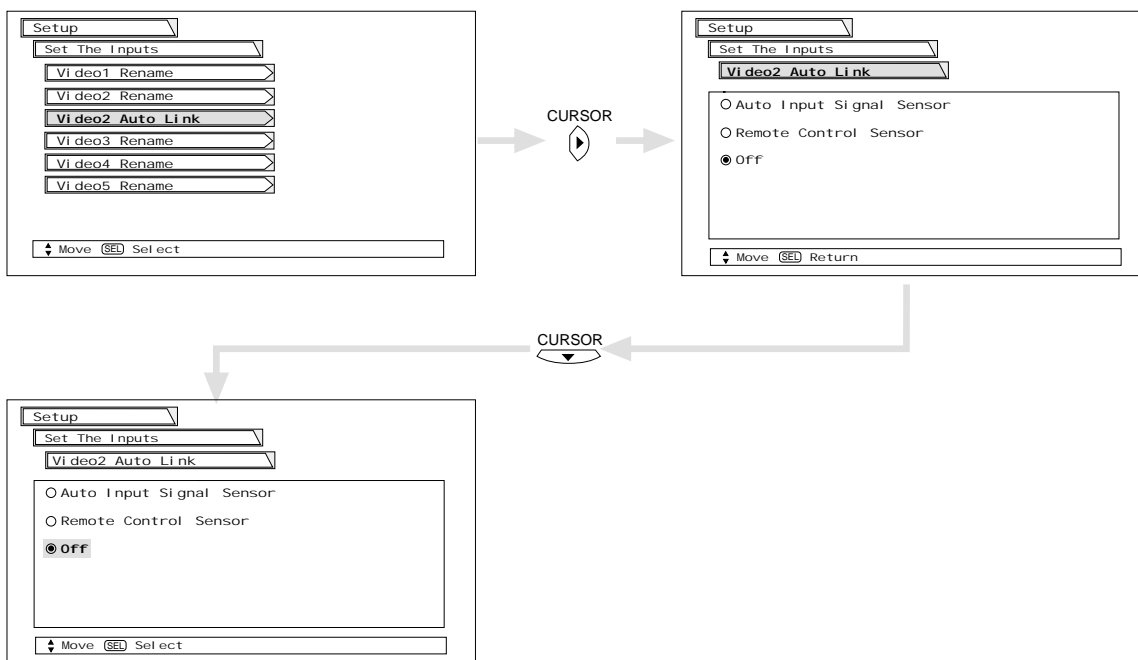 Setup
Set The Inputs
Video1 Rename
Video2 Rename
Video2 Auto Link
Video3 Rename
Video4 Rename
Video5 Rename
Move SEL Select
CURSOR
Setup
Set The Inputs
Video2 Auto Link
Auto Input Signal Sensor
Remote Control Sensor
Off
Move SEL Return
CURSOR
Setup
Set The Inputs
Video2 Auto Link
Auto Input Signal Sensor
Remote Control Sensor
Off
Move SEL Select